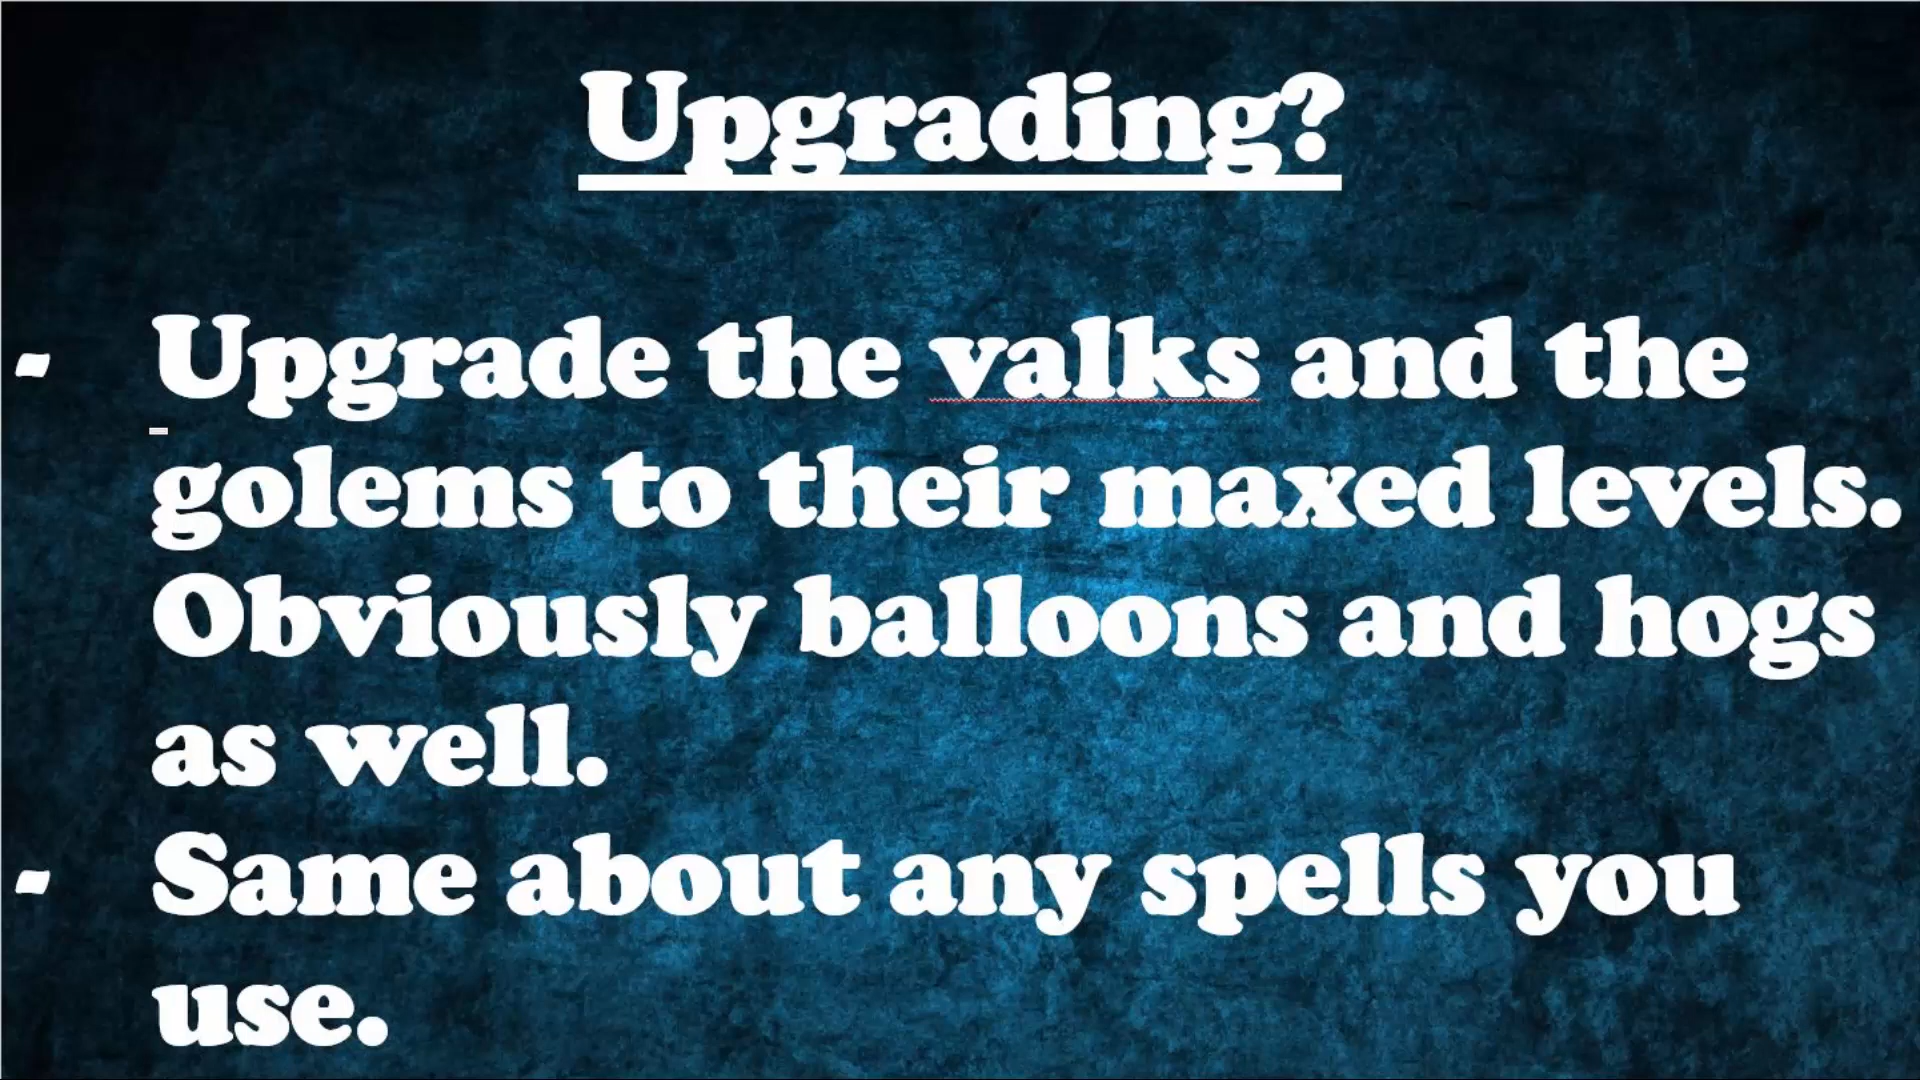 Upgrading?
- Upgrade the valks and the
golems to their maxed levels.
Obviously balloons and hogs
as well.
- Same about any spells you
use.